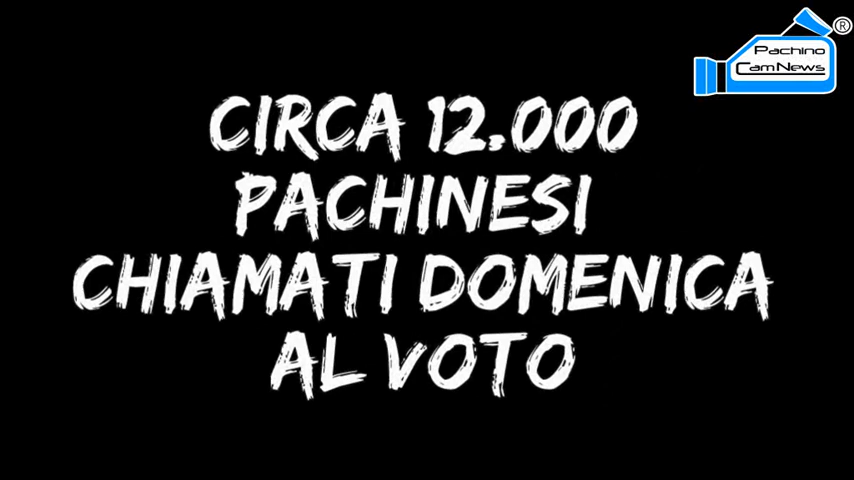 Pachino
CamNews
®
CIRCA 12.000
PACHINESI
CHIAMATI DOMENICA
AL VOTO